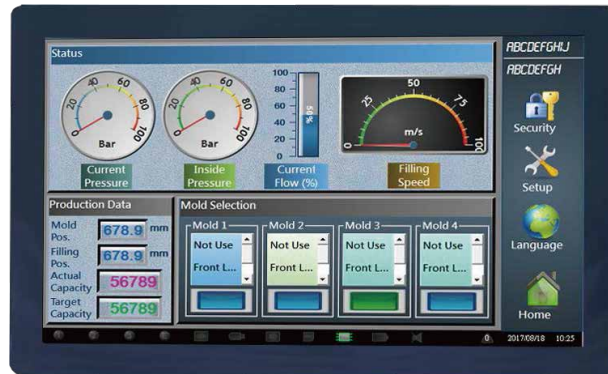 Status
ABCDEFGHIJ
ABCDEFGH
0 20 40 60 80 100
Bar
Current
Pressure
0 20 40 60 80 100
Bar
Inside
Pressure
100
80
60
40
20
0
56%
Current
Flow (%)
0 25 50 75 100
m/s
Filling
Speed
Security
Setup
Language
Home
Production Data
Mold
Pos.
678.9 mm
Filling
Pos.
678.9 mm
Actual
Capacity
56789
Target
Capacity
56789
Mold Selection
Mold 1
Not Use
Front L...
Mold 2
Not Use
Front L...
Mold 3
Not Use
Front L...
Mold 4
Not Use
Front L...
0
2017/08/18 10:25